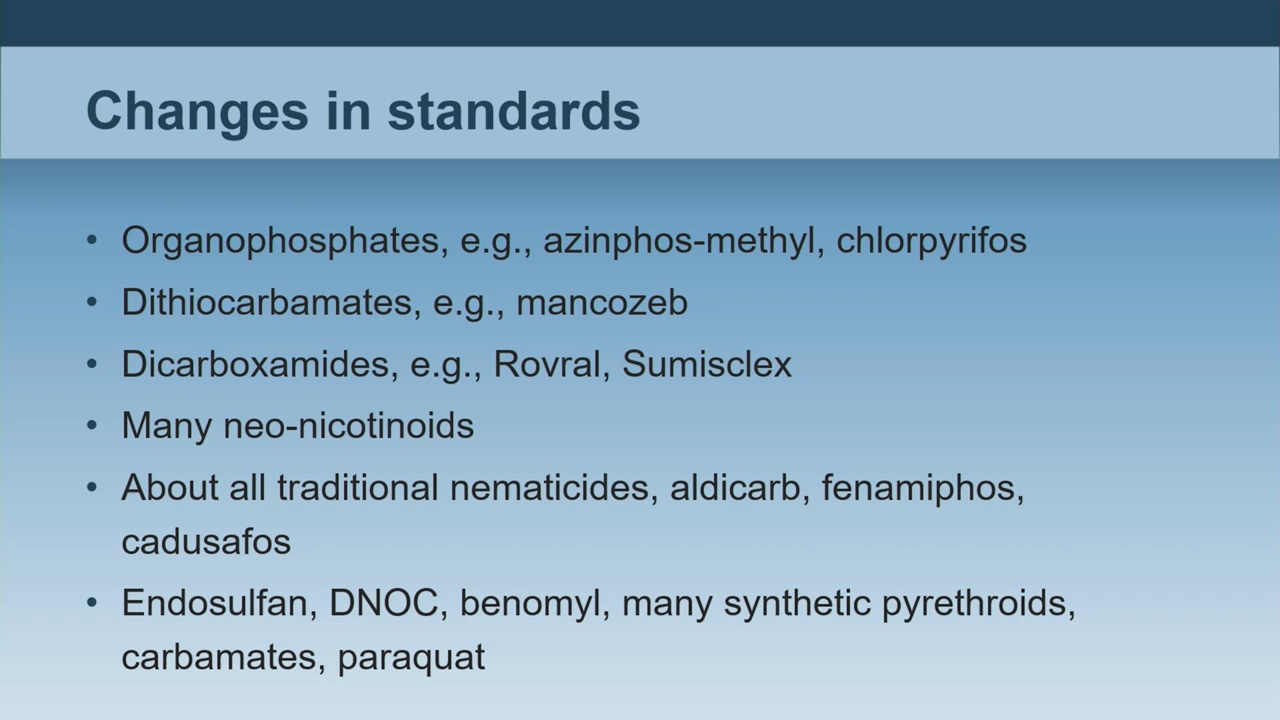 Changes in standards
• Organophosphates, e.g., azinphos-methyl, chlorpyrifos
• Dithiocarbamates, e.g., mancozeb
• Dicarboxamides, e.g., Rovral, Sumisclex
• Many neo-nicotinoids
• About all traditional nematicides, aldicarb, fenamiphos,
cadusafos
• Endosulfan, DNOC, benomyl, many synthetic pyrethroids,
carbamates, paraquat